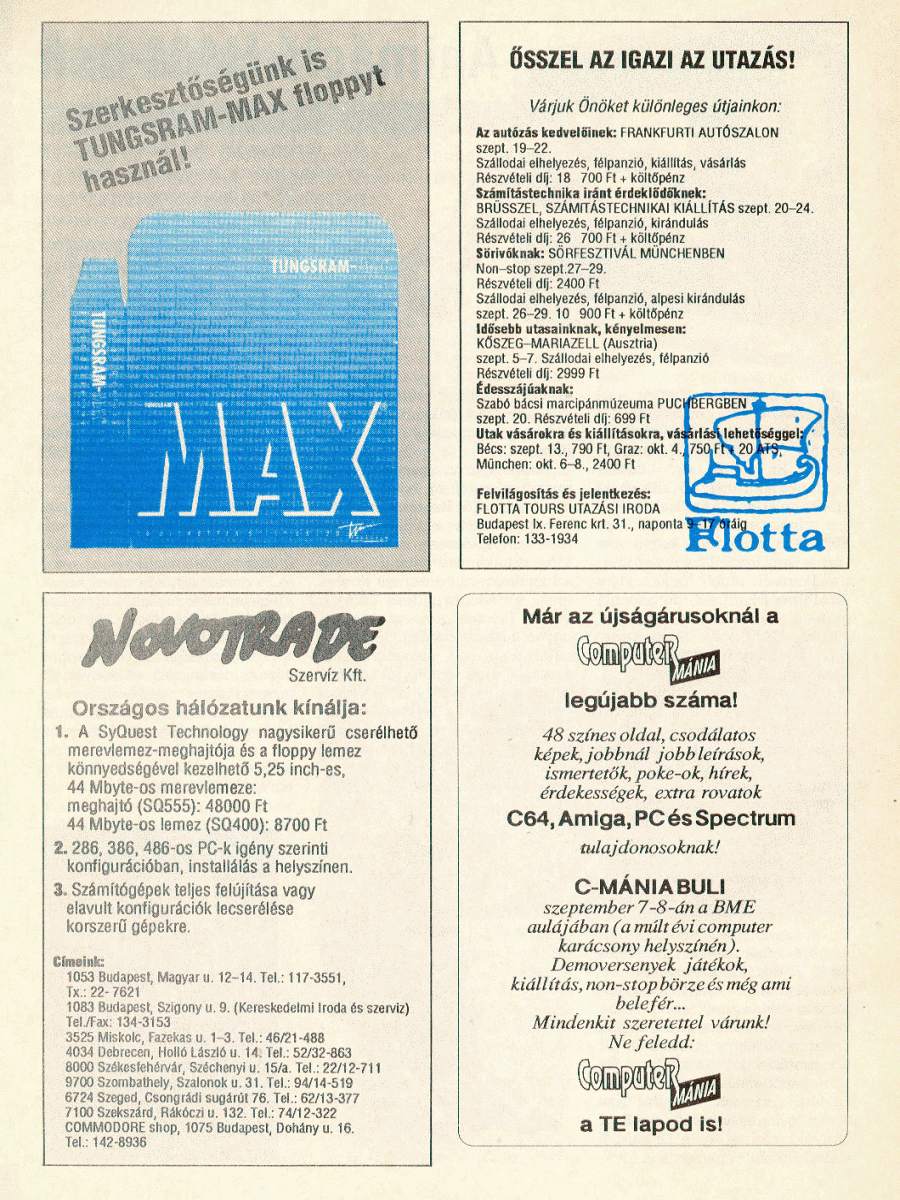 Szerkesztőségünk is
TUNGSRAM-MAX floppyt
használ!
TUNGSRAM-
TUNGSRAM-
TUNGSRAM
MAX
ŐSSZEL AZ IGAZI AZ UTAZÁS!
Várjuk Önöket különleges útjainkon:
Az autózás kedvelőinek: FRANKFURTI AUTÓSZALON
szept. 19–22.
Szállodai elhelyezés, félpanzió, kiállítás, vásárlás
Részvételi díj: 18 700 Ft + költőpénz
Számítástechnika iránt érdeklődőknek:
BRÜSSZEL, SZÁMITÁSTECHNIKAI KIÁLLÍTÁS szept. 20–24.
Szállodai elhelyezés, félpanzió, kirándulás
Részvételi díj: 26 700 Ft + költőpénz
Sörivóknak: SÖRFESZTIVÁL MÜNCHENBEN
Non–stop szept.27–29.
Részvételi díj: 2400 Ft
Szállodai elhelyezés, félpanzió, alpesi kirándulás
szept. 26–29. 10 900 Ft + költőpénz
Idősebb utasainknak, kényelmesen:
KŐSZEG–MARIAZELL (Ausztria)
szept. 5–7. Szállodai elhelyezés, félpanzió
Részvételi díj: 2999 Ft
Édesszájúaknak:
Szabó bácsi marcipánmúzeuma PUCHBERGBEN
szept. 20. Részvételi díj: 699 Ft
Utak vásárokra és kiállításokra, vásárlási lehetőséggel:
Bécs: szept. 13., 790 Ft, Graz: okt. 4., 750 Ft + 20 ATS,
München: okt. 6–8., 2400 Ft
Felvilágosítás és jelentkezés:
FLOTTA TOURS UTAZÁSI IRODA
Budapest Ix. Ferenc krt. 31., naponta 9–17 óráig
Telefon: 133-1934
Flotta
NOVOTRADE
Szervíz Kft.
Országos hálózatunk kínálja:
1. A SyQuest Technology nagysikerű cserélhető
merevlemez-meghajtója és a floppy lemez
könnyedségével kezelhető 5,25 inch-es,
44 Mbyte-os merevlemeze:
meghajtó (SQ555): 48000 Ft
44 Mbyte-os lemez (SQ400): 8700 Ft
2. 286, 386, 486-os PC-k igény szerinti
konfigurációban, installálás a helyszínen.
3. Számítógépek teljes felújítása vagy
elavult konfigurációk lecserélése
korszerű gépekre.
Címeink:
1053 Budapest, Magyar u. 12–14. Tel.: 117-3551,
Tx.: 22- 7621
1083 Budapest, Szigony u. 9. (Kereskedelmi Iroda és szerviz)
Tel./Fax: 134-3153
3525 Miskolc, Fazekas u. 1–3. Tel.: 46/21-488
4034 Debrecen, Holló László u. 14. Tel.: 52/32-863
8000 Székesfehérvár, Széchenyi u. 15/a. Tel.: 22/12-711
9700 Szombathely, Szalonok u. 31. Tel.: 94/14-519
6724 Szeged, Csongrádi sugárút 76. Tel.: 62/13-377
7100 Szekszárd, Rákóczi u. 132. Tel.: 74/12-322
COMMODORE shop, 1075 Budapest, Dohány u. 16.
Tel.: 142-8936
Már az újságárusoknál a
ComputeR
MÁNIA
legújabb száma!
48 színes oldal, csodálatos
képek, jobbnál jobb leírások,
ismertetők, poke-ok, hírek,
érdekességek, extra rovatok
C64, Amiga, PC és Spectrum
tulajdonosoknak!
C-MÁNIA BULI
szeptember 7-8-án a BME
aulájában (a múlt évi computer
karácsony helyszínén).
Demoversenyek játékok,
kiállítás, non-stop börze és még ami
belefér...
Mindenkit szeretettel várunk!
Ne feledd:
ComputeR
MÁNIA
a TE lapod is!